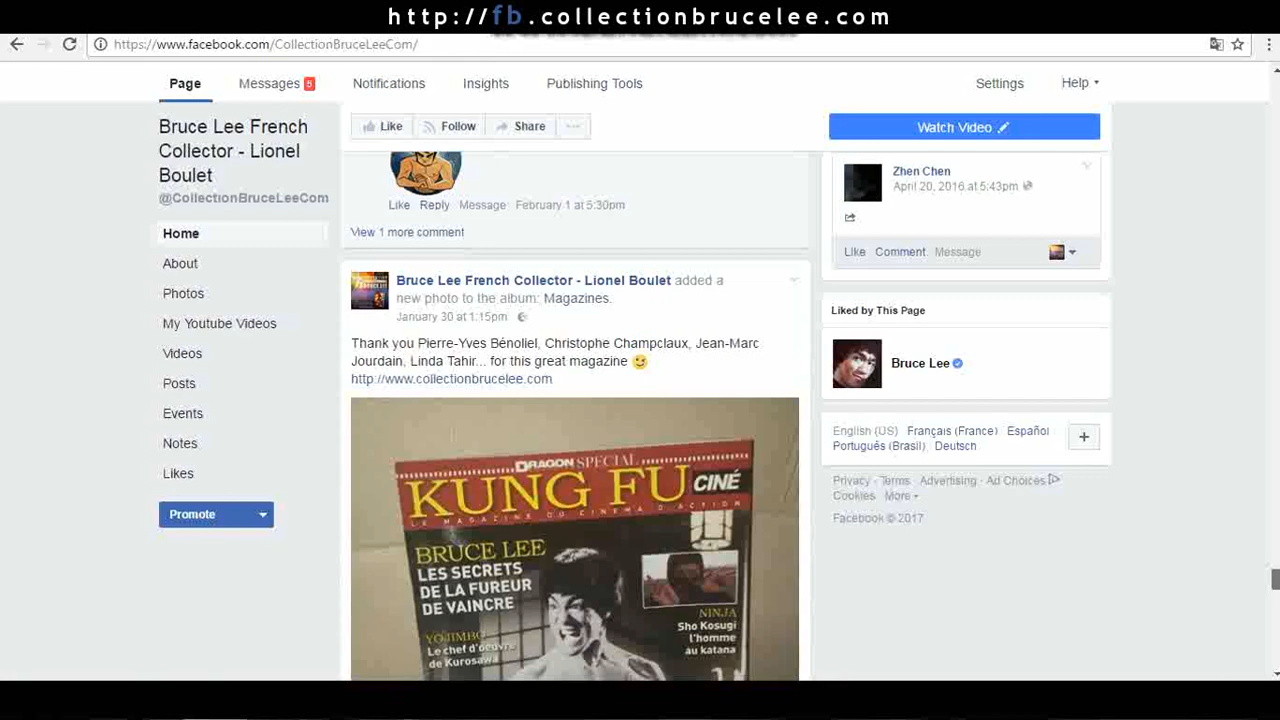 http://fb.collectionbrucelee.com
https://www.facebook.com/CollectionBruceLeeCom/
Page
Messages 5
Notifications
Insights
Publishing Tools
Settings
Help
Bruce Lee French
Collector - Lionel
Boulet
@CollectionBruceLeeCom
Home
About
Photos
My Youtube Videos
Videos
Posts
Events
Notes
Likes
Promote
Like
Follow
Share
Watch Video
Like Reply Message February 1 at 5:30pm
View 1 more comment
Bruce Lee French Collector - Lionel Boulet added a
new photo to the album: Magazines.
January 30 at 1:15pm
Thank you Pierre-Yves Bénoliel, Christophe Champclaux, Jean-Marc
Jourdain, Linda Tahir... for this great magazine
http://www.collectionbrucelee.com
DRAGON SPECIAL
KUNG FU CINÉ
LE MAGAZINE DU CINEMA D'ACTION
BRUCE LEE
LES SECRETS
DE LA FUREUR
DE VAINCRE
YOJIMBO
Le chef d'oeuvre
de Kurosawa
NINJA
Sho Kosugi
l'homme
au katana
Zhen Chen
April 20, 2016 at 5:43pm
Like Comment Message
Liked by This Page
Bruce Lee
English (US) Français (France) Español
Português (Brasil) Deutsch
Privacy · Terms · Advertising · Ad Choices
Cookies · More
Facebook © 2017